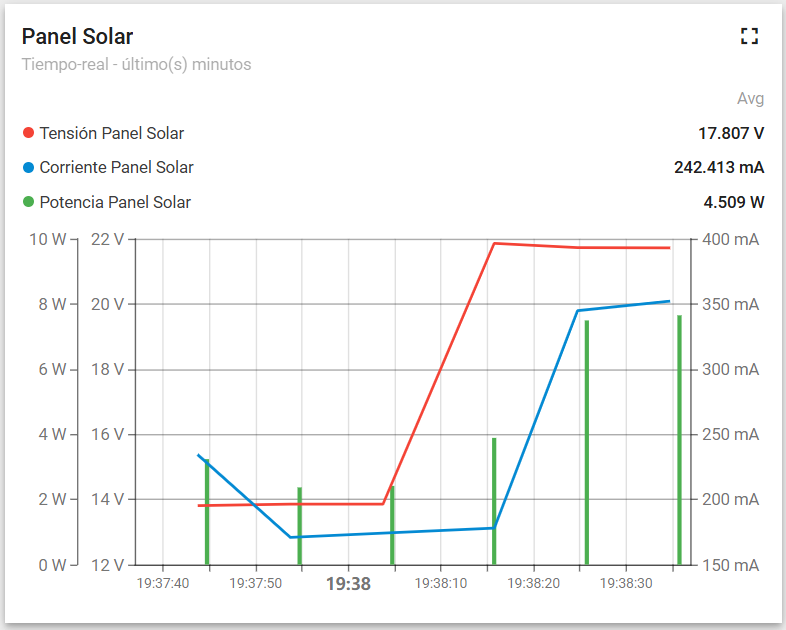 Panel Solar
Tiempo-real - último(s) minutos
Avg
Tensión Panel Solar 17.807 V
Corriente Panel Solar 242.413 mA
Potencia Panel Solar 4.509 W
10 W 22 V 400 mA
8 W 20 V 350 mA
6 W 18 V 300 mA
4 W 16 V 250 mA
2 W 14 V 200 mA
0 W 12 V 150 mA
19:37:40 19:37:50 19:38 19:38:10 19:38:20 19:38:30